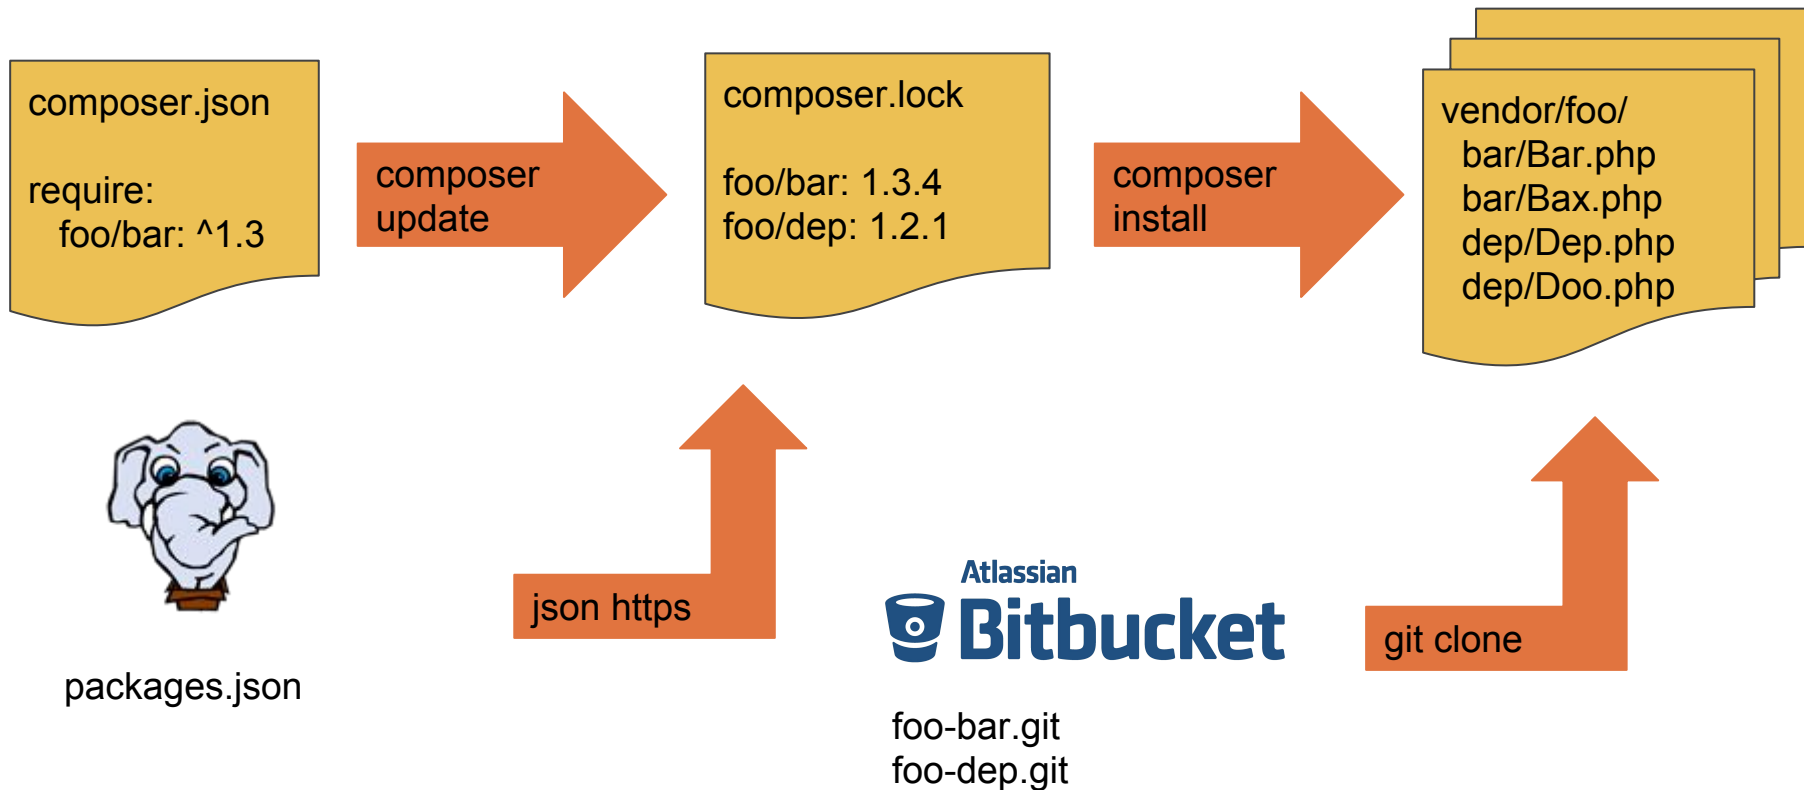 composer.json
require:
foo/bar: ^1.3
composer
update
composer.lock
foo/bar: 1.3.4
foo/dep: 1.2.1
composer
install
vendor/foo/
bar/Bar.php
bar/Bax.php
dep/Dep.php
dep/Doo.php
packages.json
json https
Atlassian
Bitbucket
foo-bar.git
foo-dep.git
git clone